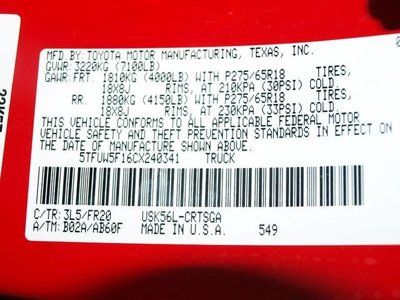 MFD.BY: TOYOTA MOTOR MANUFACTURING, TEXAS, INC.
GVWR: 3220KG (7100LB)
GAWR: FRT. 1810KG (4000LB) WITH P275/65R18 TIRES,
18X8J RIMS, AT 210KPA (30PSI) COLD.
RR. 1880KG (4150LB) WITH P275/65R18 TIRES,
18X8J RIMS, AT 230KPA (33PSI) COLD.
THIS VEHICLE CONFORMS TO ALL APPLICABLE FEDERAL MOTOR
VEHICLE SAFETY AND THEFT PREVENTION STANDARDS IN EFFECT ON
THE DATE OF MANUFACTURE SHOWN ABOVE.
5TFUW5F16CX240341 TRUCK
C/TR: 3L5/FR20 USK56L-CRTSGA
A/TM: B02A/AB60F MADE IN U.S.A. 549